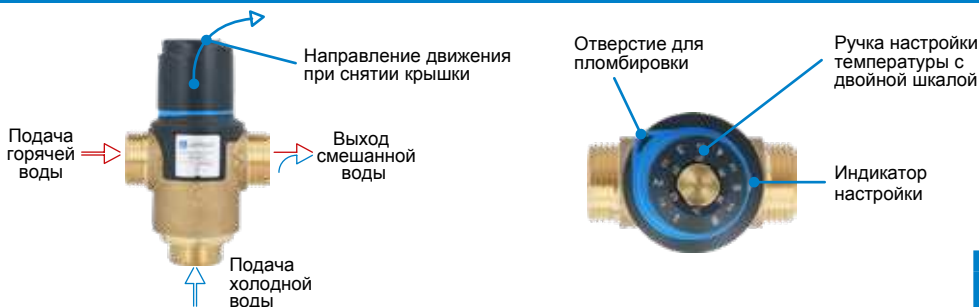 Направление движения
при снятии крышки
Подача
горячей
воды
Выход
смешанной
воды
Подача
холодной
воды
Отверстие для
пломбировки
Ручка настройки
температуры с
двойной шкалой
Индикатор
настройки